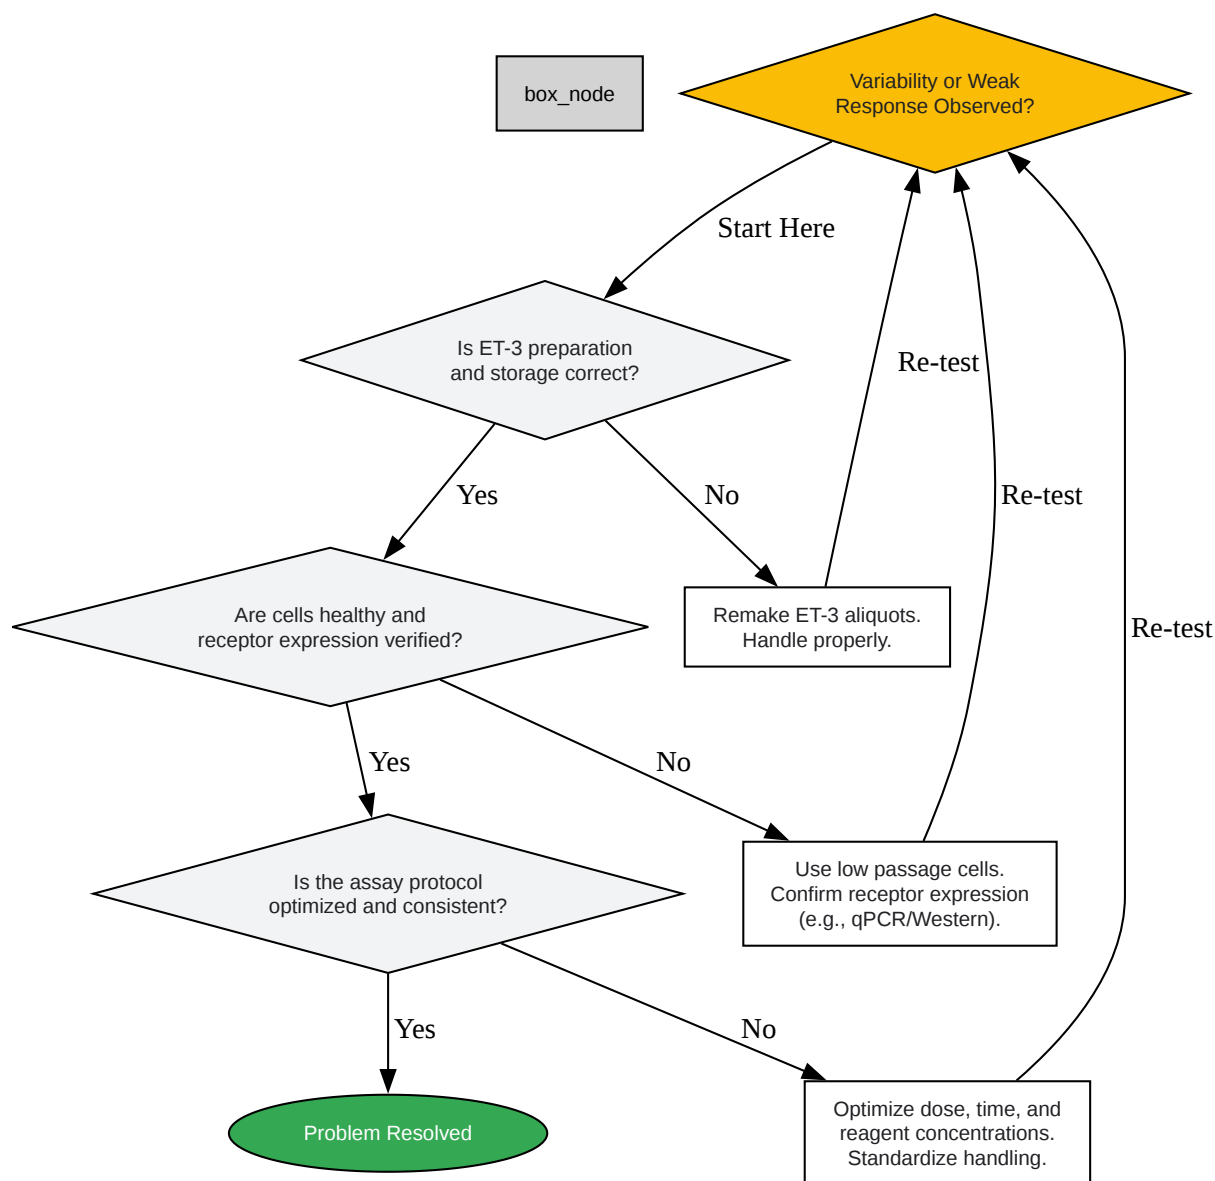 box_node
Variability or Weak
Response Observed?
Start Here
Is ET-3 preparation
and storage correct?
Re-test
Yes
No
Re-test
Are cells healthy and
receptor expression verified?
Remake ET-3 aliquots.
Handle properly.
Re-test
Yes
No
Is the assay protocol
optimized and consistent?
Use low passage cells.
Confirm receptor expression
(e.g., qPCR/Western).
Yes
No
Problem Resolved
Optimize dose, time, and
reagent concentrations.
Standardize handling.